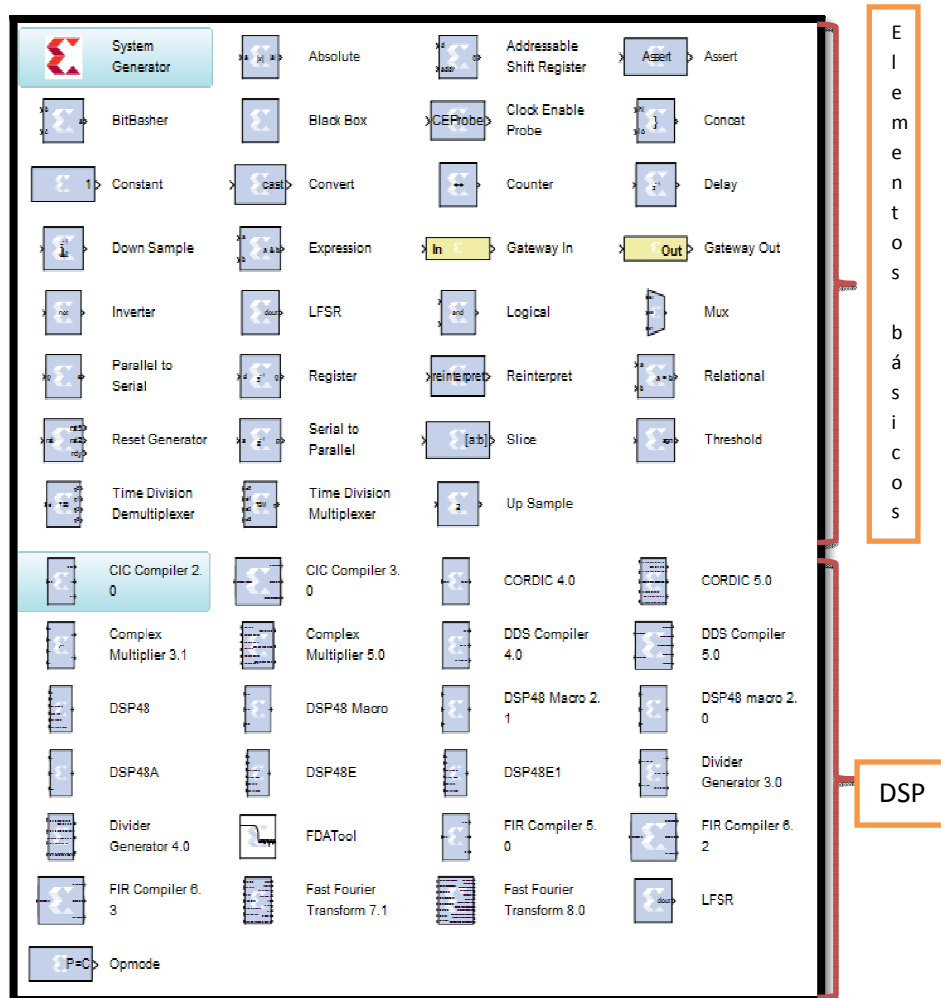 System
Generator
Absolute
Addressable
Shift Register
Assert
Assert
BitBasher
Black Box
CEProbe
Clock Enable
Probe
Concat
1
Constant
cast
Convert
Counter
Delay
Down Sample
Expression
In
Gateway In
Out
Gateway Out
not
Inverter
dout
LFSR
and
Logical
Mux
Parallel to
Serial
Register
reinterpret
Reinterpret
a = b
Relational
Reset Generator
Serial to
Parallel
[a:b]
Slice
Threshold
Time Division
Demultiplexer
Time Division
Multiplexer
Up Sample
Elementos básicos
CIC Compiler 2.
0
CIC Compiler 3.
0
CORDIC 4.0
CORDIC 5.0
Complex
Multiplier 3.1
Complex
Multiplier 5.0
DDS Compiler
4.0
DDS Compiler
5.0
DSP48
DSP48 Macro
DSP48 Macro 2.
1
DSP48 macro 2.
0
DSP48A
DSP48E
DSP48E1
Divider
Generator 3.0
Divider
Generator 4.0
FDATool
FIR Compiler 5.
0
FIR Compiler 6.
2
FIR Compiler 6.
3
Fast Fourier
Transform 7.1
Fast Fourier
Transform 8.0
dout
LFSR
P=C
Opmode
DSP